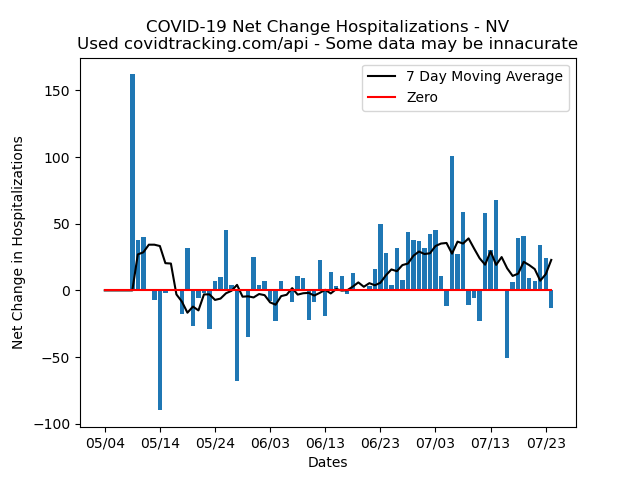 COVID-19 Net Change Hospitalizations - NV
Used covidtracking.com/api - Some data may be innacurate
7 Day Moving Average
Zero
Net Change in Hospitalizations
150
100
50
0
−50
−100
05/04 05/14 05/24 06/03 06/13 06/23 07/03 07/13 07/23
Dates